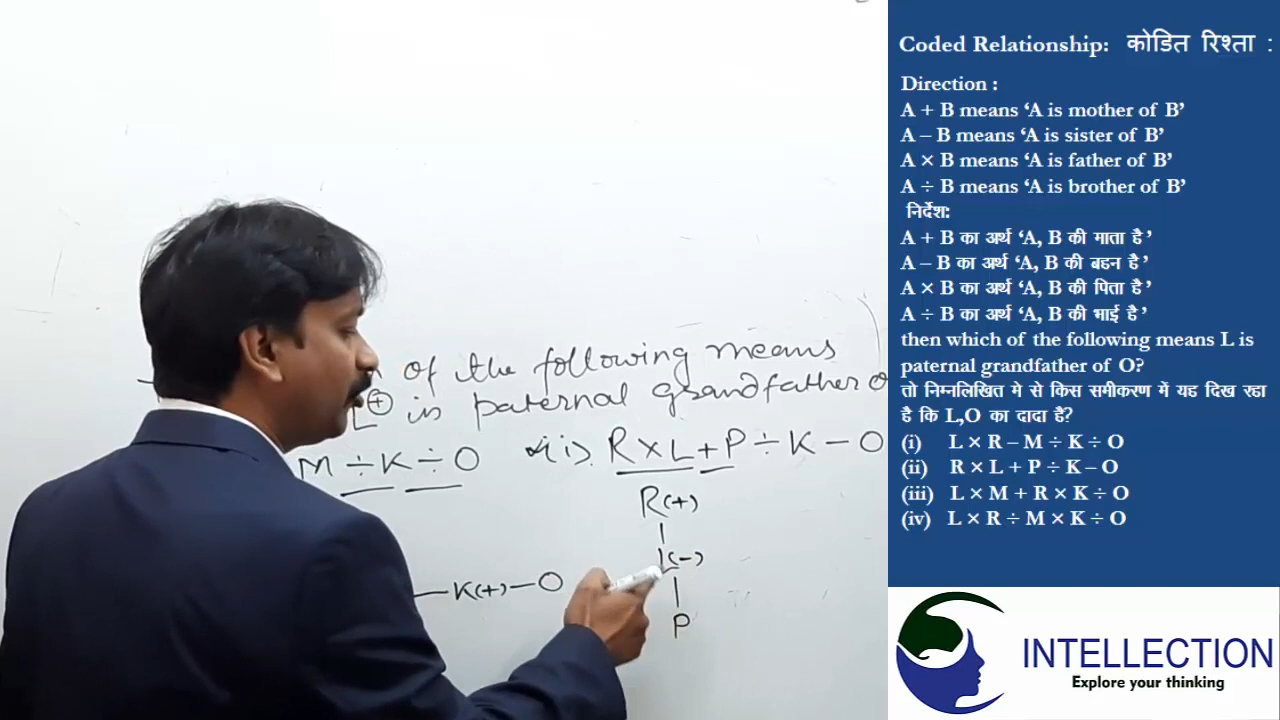 of the following means
L⊕ is paternal grandfather O
M ÷ K ÷ O
(ii). R × L + P ÷ K – O
R(+)
L(–)
P
K(+) – O
Coded Relationship: कोडित रिश्ता :
Direction :
A + B means ‘A is mother of B’
A – B means ‘A is sister of B’
A × B means ‘A is father of B’
A ÷ B means ‘A is brother of B’
निर्देश:
A + B का अर्थ ‘A, B की माता है’
A – B का अर्थ ‘A, B की बहन है’
A × B का अर्थ ‘A, B की पिता है’
A ÷ B का अर्थ ‘A, B की भाई है’
then which of the following means L is
paternal grandfather of O?
तो निम्नलिखित मे से किस समीकरण में यह दिख रहा
है कि L,O का दादा हैं?
(i) L × R – M ÷ K ÷ O
(ii) R × L + P ÷ K – O
(iii) L × M + R × K ÷ O
(iv) L × R ÷ M × K ÷ O
INTELLECTION
Explore your thinking